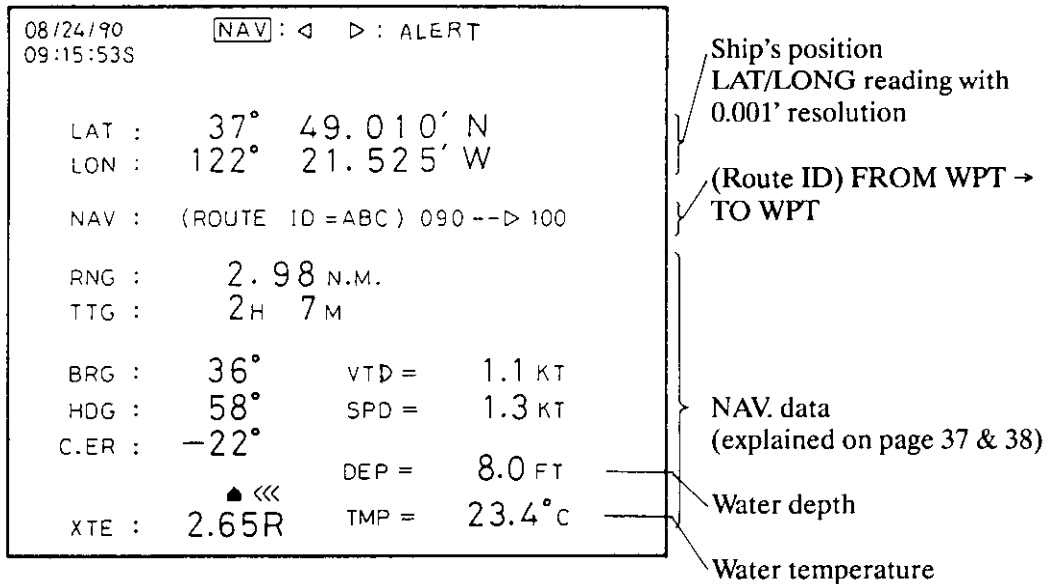 08/24/90 [NAV] : ◁ ▷ : ALERT
09:15:53S
LAT : 37° 49.010′ N
LON : 122° 21.525′ W
NAV : (ROUTE ID=ABC) 090--▷100
RNG : 2.98 N.M.
TTG : 2H 7M
BRG : 36° VTD = 1.1 KT
HDG : 58° SPD = 1.3 KT
C.ER : −22°
DEP = 8.0 FT
XTE : 2.65R TMP = 23.4°C
Ship's position
LAT/LONG reading with
0.001' resolution
(Route ID) FROM WPT →
TO WPT
NAV. data
(explained on page 37 & 38)
Water depth
Water temperature